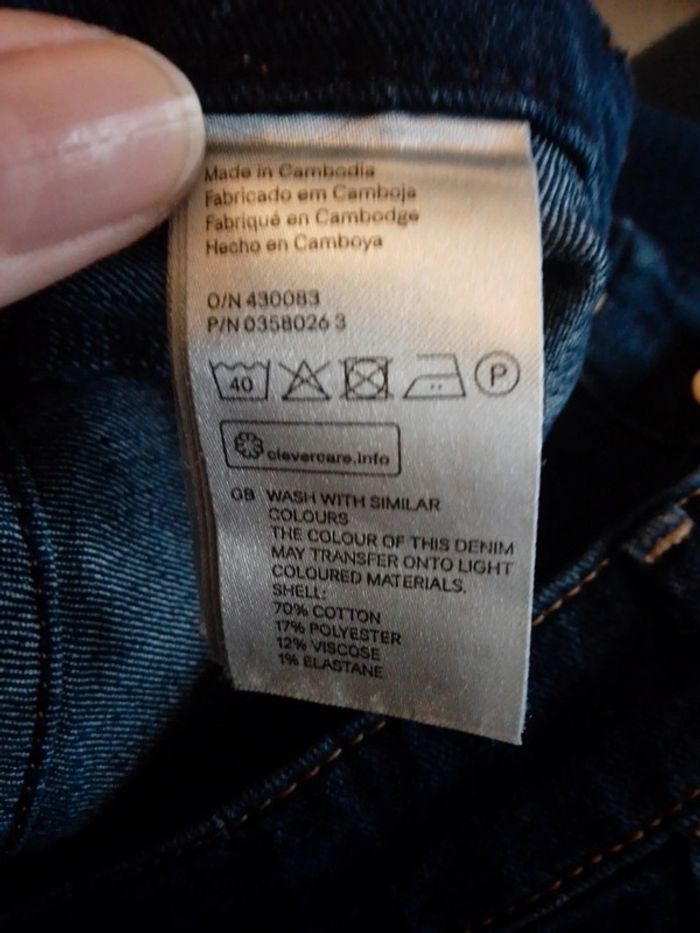 Made in Cambodia
Fabricado em Camboja
Fabriqué en Cambodge
Hecho en Camboya
O/N 430083
P/N 0358026 3
40 P
clevercare.info
GB WASH WITH SIMILAR
COLOURS
THE COLOUR OF THIS DENIM
MAY TRANSFER ONTO LIGHT
COLOURED MATERIALS.
SHELL:
70% COTTON
17% POLYESTER
12% VISCOSE
1% ELASTANE